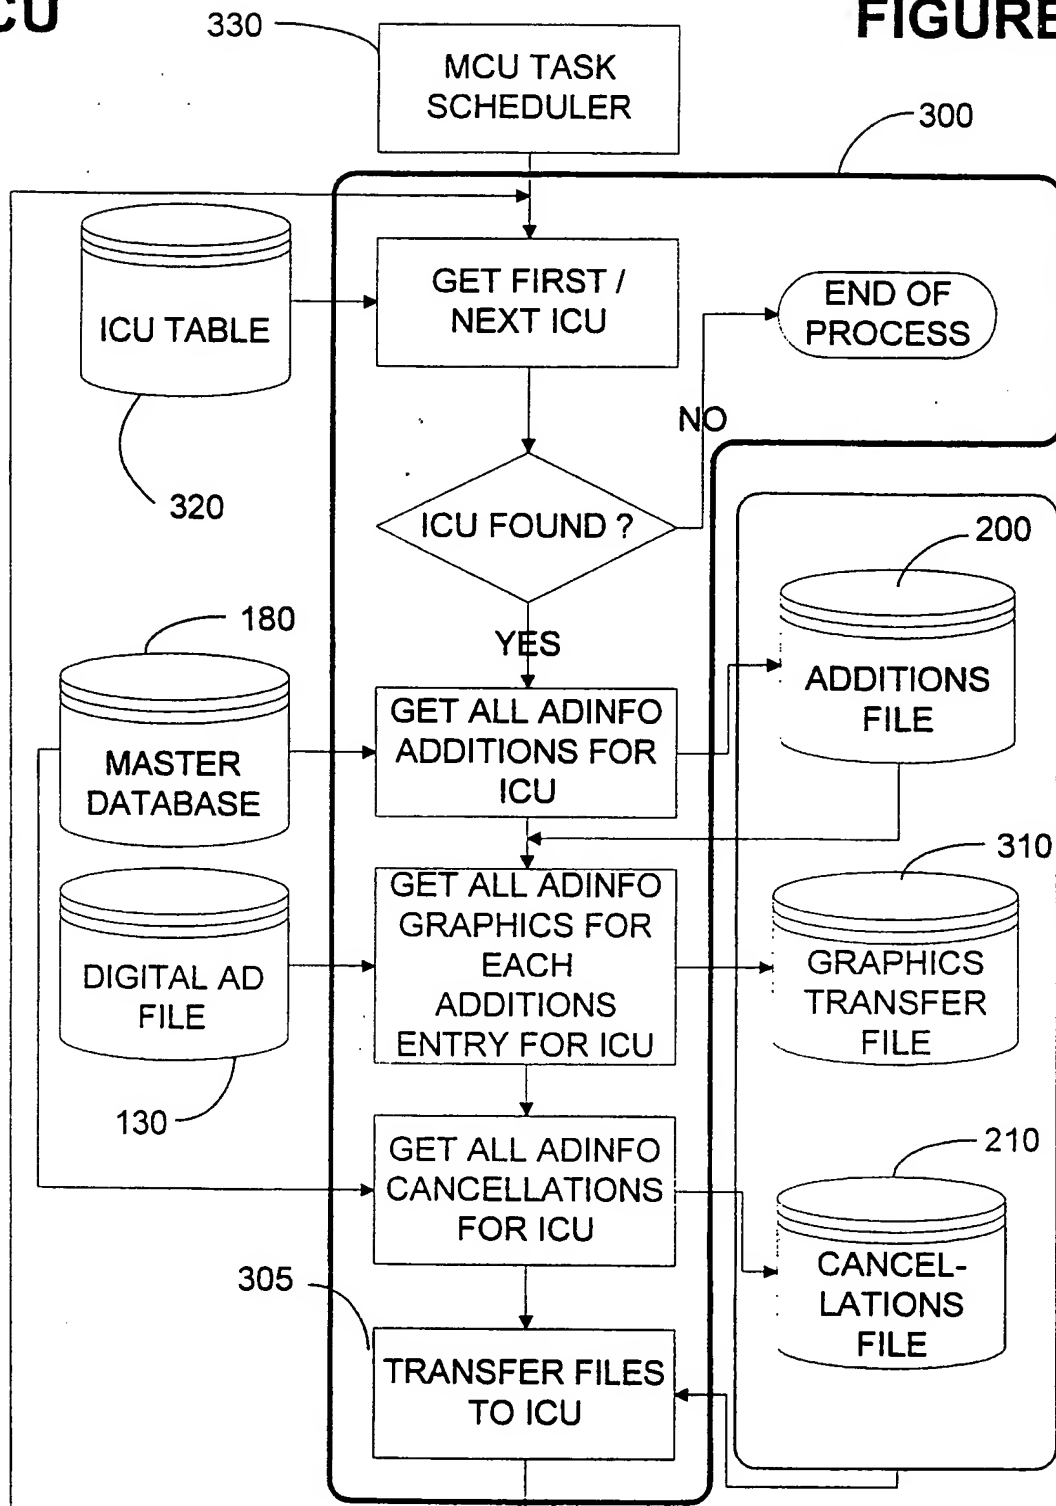 CU
FIGURE
330
MCU TASK
SCHEDULER
300
GET FIRST /
NEXT ICU
END OF
PROCESS
ICU TABLE
320
NO
ICU FOUND ?
200
180
YES
ADDITIONS
FILE
GET ALL ADINFO
ADDITIONS FOR
ICU
MASTER
DATABASE
310
GET ALL ADINFO
GRAPHICS FOR
EACH
ADDITIONS
ENTRY FOR ICU
GRAPHICS
TRANSFER
FILE
DIGITAL AD
FILE
130
210
GET ALL ADINFO
CANCELLATIONS
FOR ICU
CANCEL-
LATIONS
FILE
305
TRANSFER FILES
TO ICU